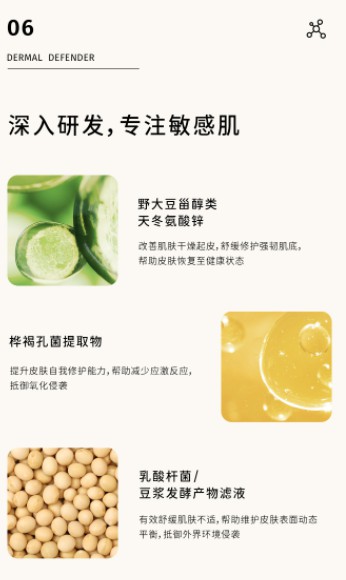 06
DERMAL DEFENDER
深入研发,专注敏感肌
野大豆甾醇类
天冬氨酸锌
改善肌肤干燥起皮,舒缓修护强韧肌底,
帮助皮肤恢复至健康状态
桦褐孔菌提取物
提升皮肤自我修护能力,帮助减少应激反应,
抵御氧化侵袭
乳酸杆菌/
豆浆发酵产物滤液
有效舒缓肌肤不适,帮助维护皮肤表面动态
平衡,抵御外界环境侵袭